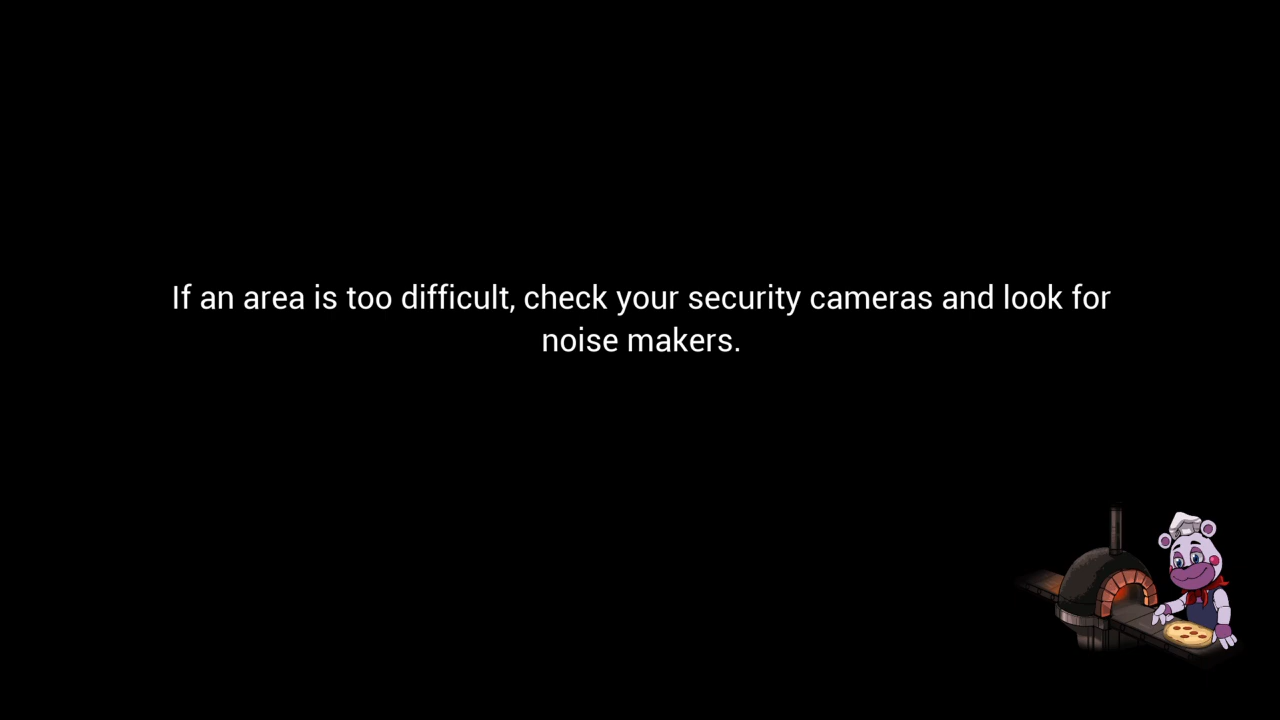 If an area is too difficult, check your security cameras and look for
noise makers.